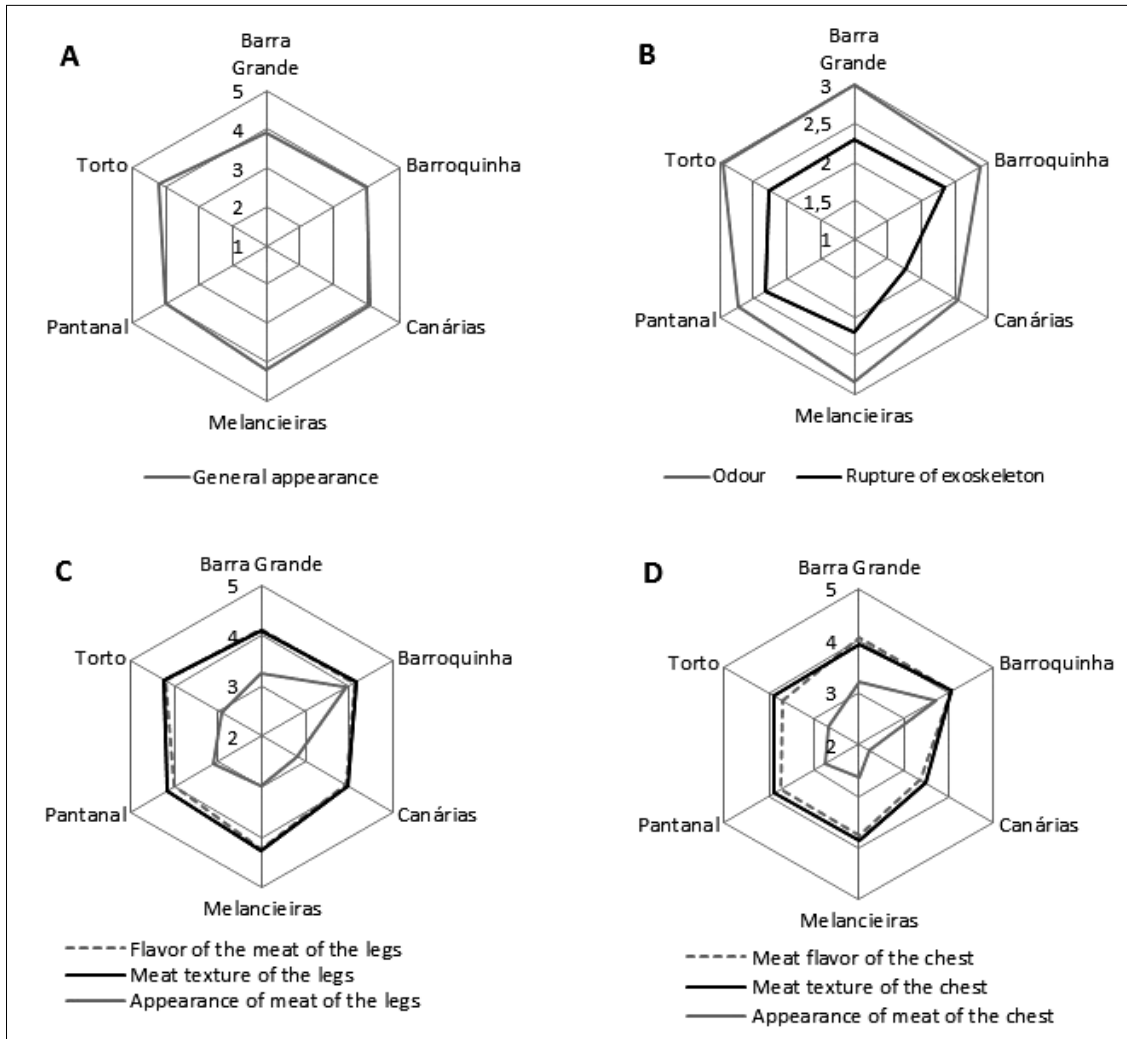 A
Barra
Grande
5
4
3
2
1
Torto
Barroquinha
Pantanal
Canárias
Melancieiras
General appearance
B
Barra
Grande
3
2,5
2
1,5
1
Torto
Barroquinha
Pantanal
Canárias
Melancieiras
Odour
Rupture of exoskeleton
C
Barra Grande
5
4
3
2
Torto
Barroquinha
Pantanal
Canárias
Melancieiras
Flavor of the meat of the legs
Meat texture of the legs
Appearance of meat of the legs
D
Barra Grande
5
4
3
2
Torto
Barroquinha
Pantanal
Canárias
Melancieiras
Meat flavor of the chest
Meat texture of the chest
Appearance of meat of the chest